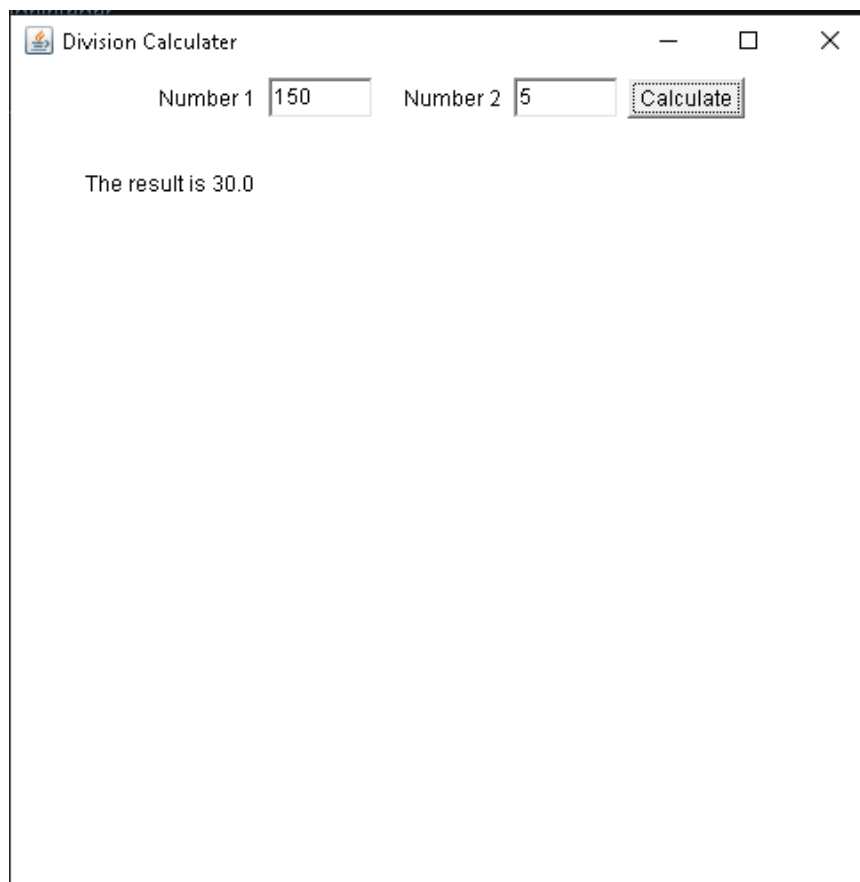 Division Calculater
Number 1 150 Number 2 5 Calculate
The result is 30.0